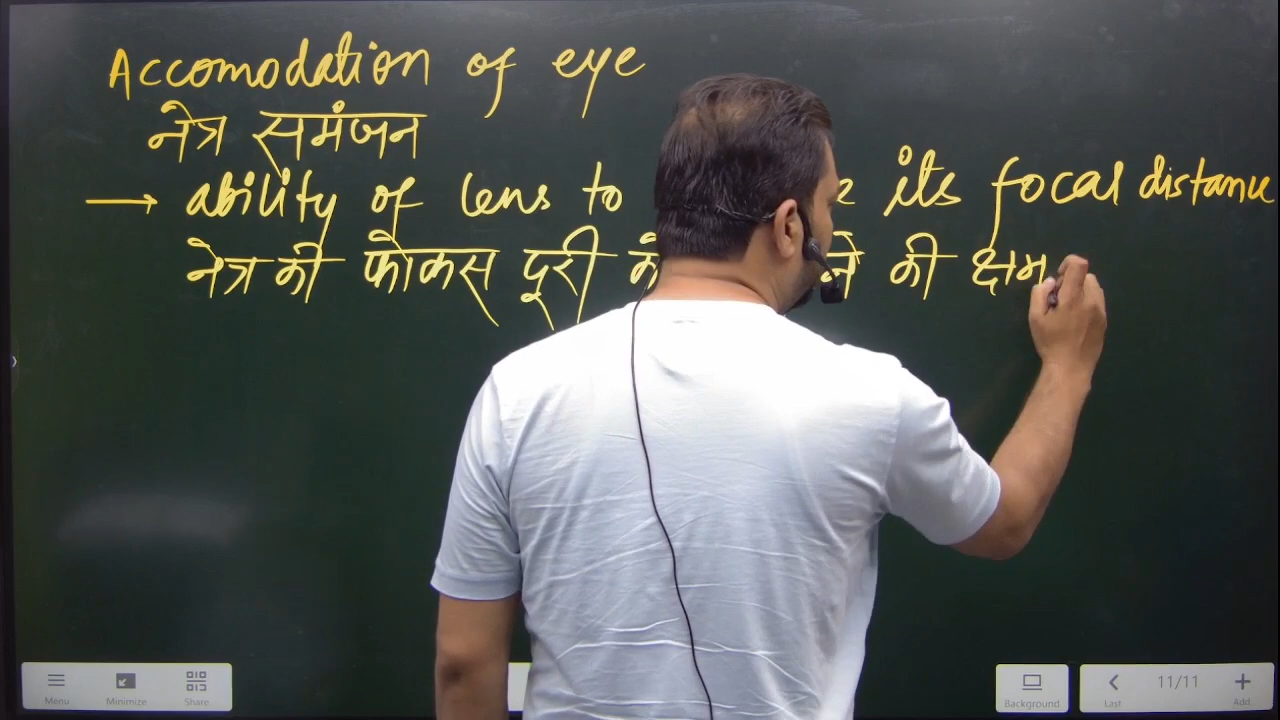 Accomodation of eye
नेत्र समंजन
→ ability of lens to its focal distance
नेत्र की फोकस दूरी की क्षम
Menu Minimize Share Background Last 11/11 Add